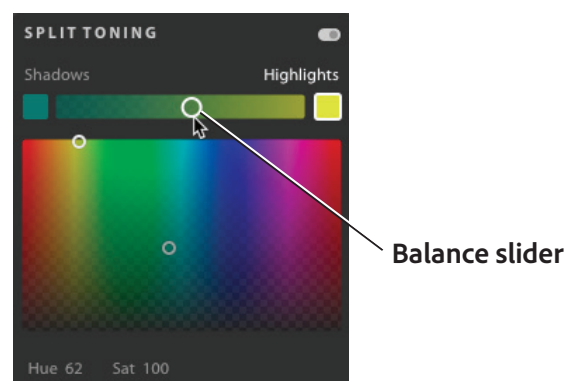 SPLIT TONING
Shadows Highlights
Balance slider
Hue 62 Sat 100